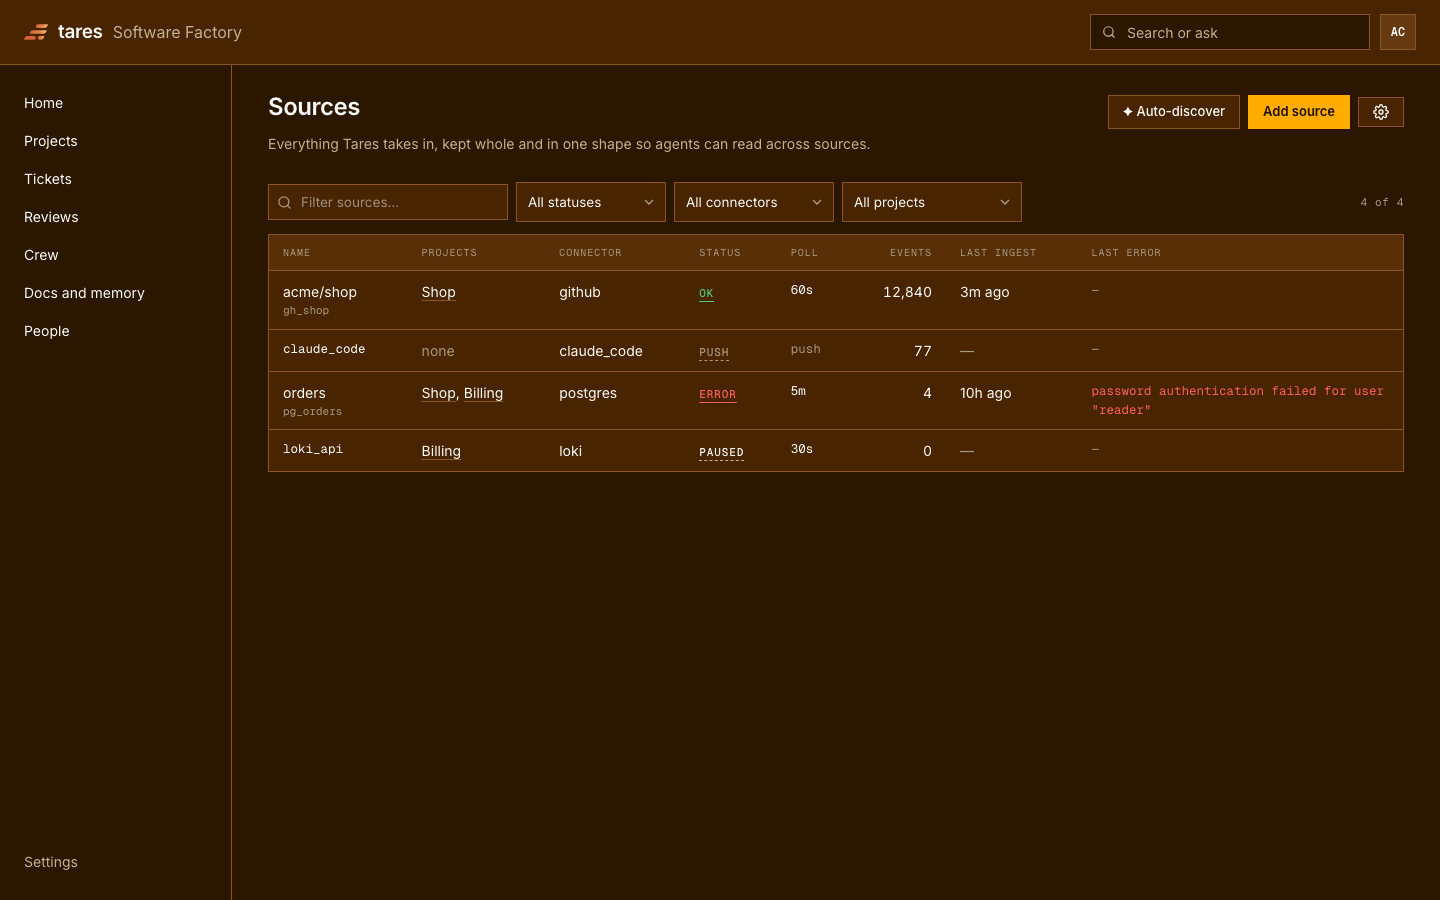 tares Software Factory
Search or ask
AC
Home
Projects
Tickets
Reviews
Crew
Docs and memory
People
Settings
Sources
✦ Auto-discover
Add source
Everything Tares takes in, kept whole and in one shape so agents can read across sources.
Filter sources...
All statuses
All connectors
All projects
4 of 4
NAME PROJECTS CONNECTOR STATUS POLL EVENTS LAST INGEST LAST ERROR
acme/shop Shop github OK 60s 12,840 3m ago –
gh_shop
claude_code none claude_code PUSH push 77 — –
orders Shop, Billing postgres ERROR 5m 4 10h ago password authentication failed for user
pg_orders "reader"
loki_api Billing loki PAUSED 30s 0 — –